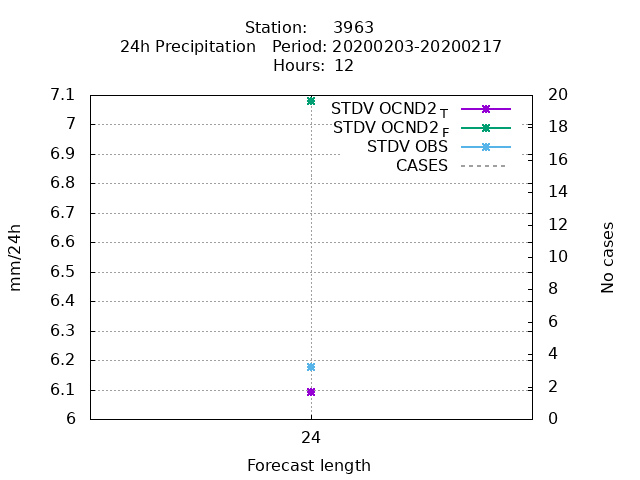 Station: 3963
24h Precipitation Period: 20200203-20200217
Hours: 12
7.1
7
6.9
6.8
6.7
6.6
6.5
6.4
6.3
6.2
6.1
6
mm/24h
STDV OCND2 T
STDV OCND2 F
STDV OBS
CASES
20
18
16
14
12
10
8
6
4
2
0
No cases
24
Forecast length